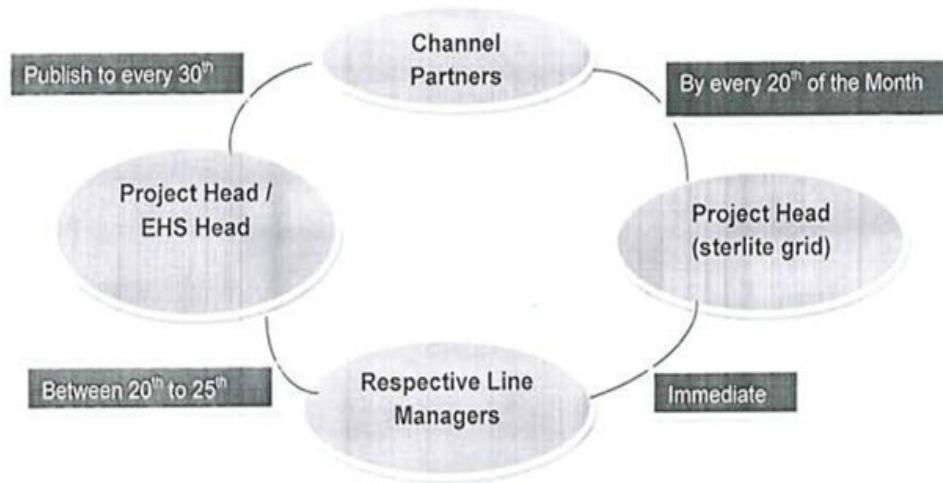 Channel
Partners
Publish to every 30th
By every 20th of the Month
Project Head /
EHS Head
Project Head
(sterlite grid)
Between 20th to 25th
Respective Line
Managers
Immediate